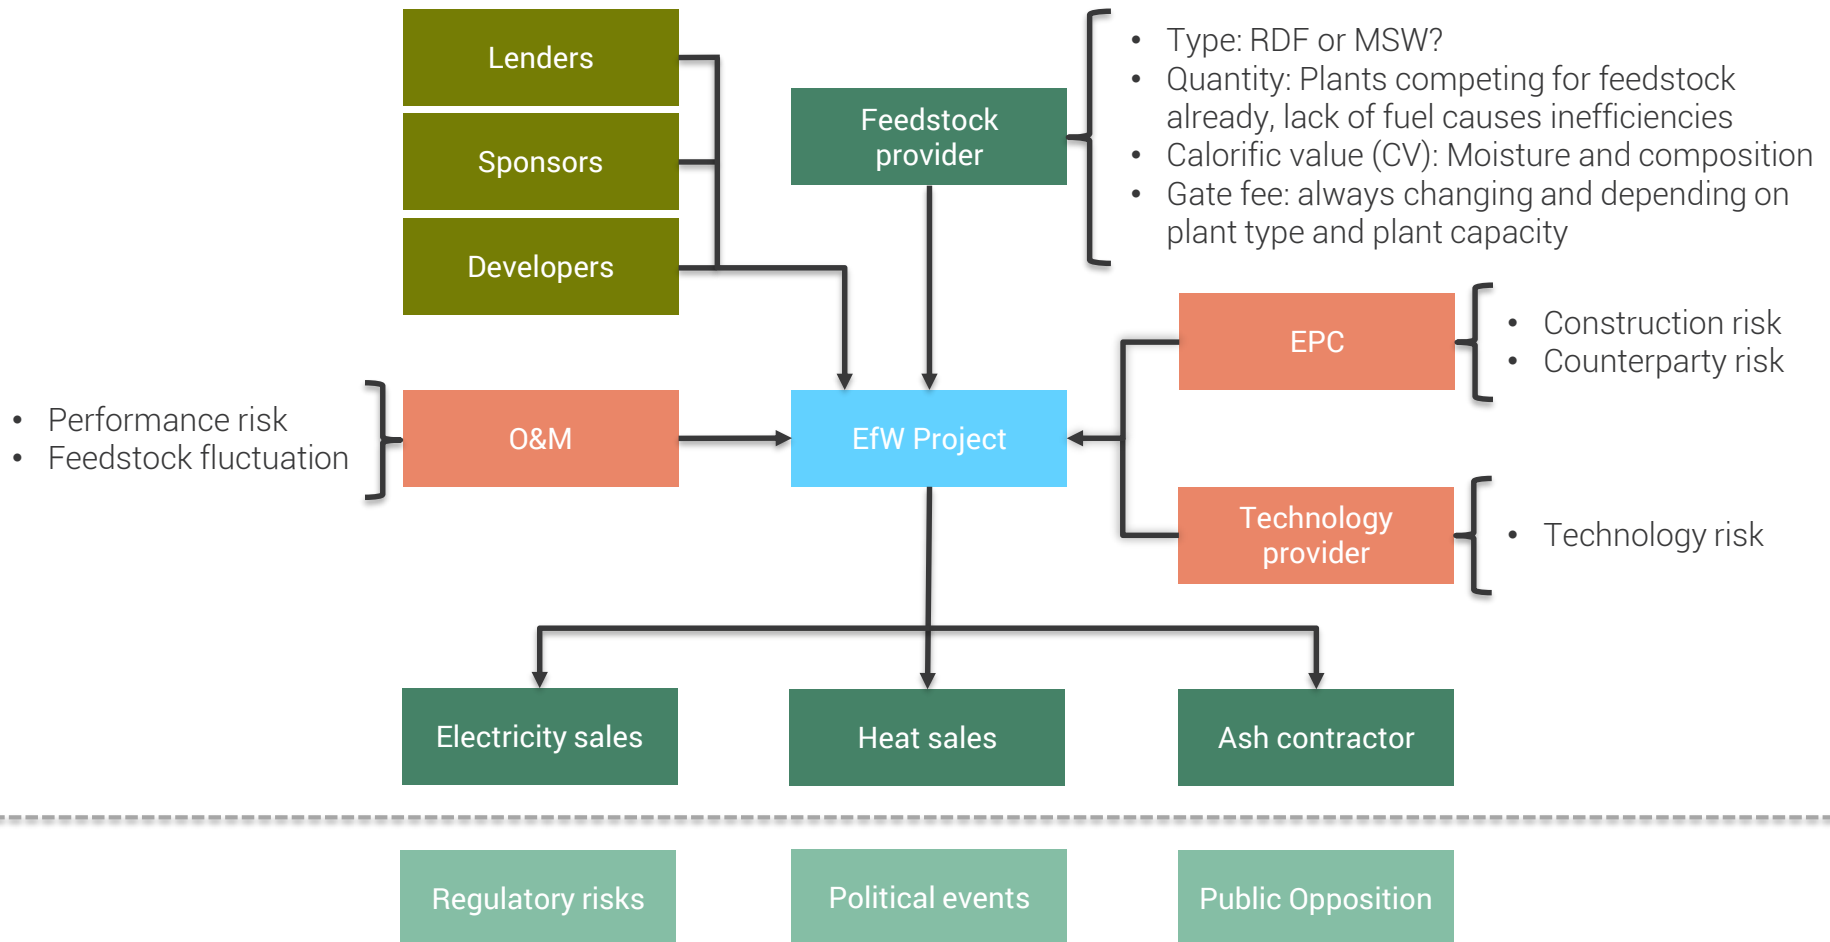 Lenders
Sponsors
Developers
Feedstock
provider
• Type: RDF or MSW?
• Quantity: Plants competing for feedstock
already, lack of fuel causes inefficiencies
• Calorific value (CV): Moisture and composition
• Gate fee: always changing and depending on
plant type and plant capacity
EPC
• Construction risk
• Counterparty risk
• Performance risk
• Feedstock fluctuation
O&M
EfW Project
Technology
provider
• Technology risk
Electricity sales
Heat sales
Ash contractor
Regulatory risks
Political events
Public Opposition